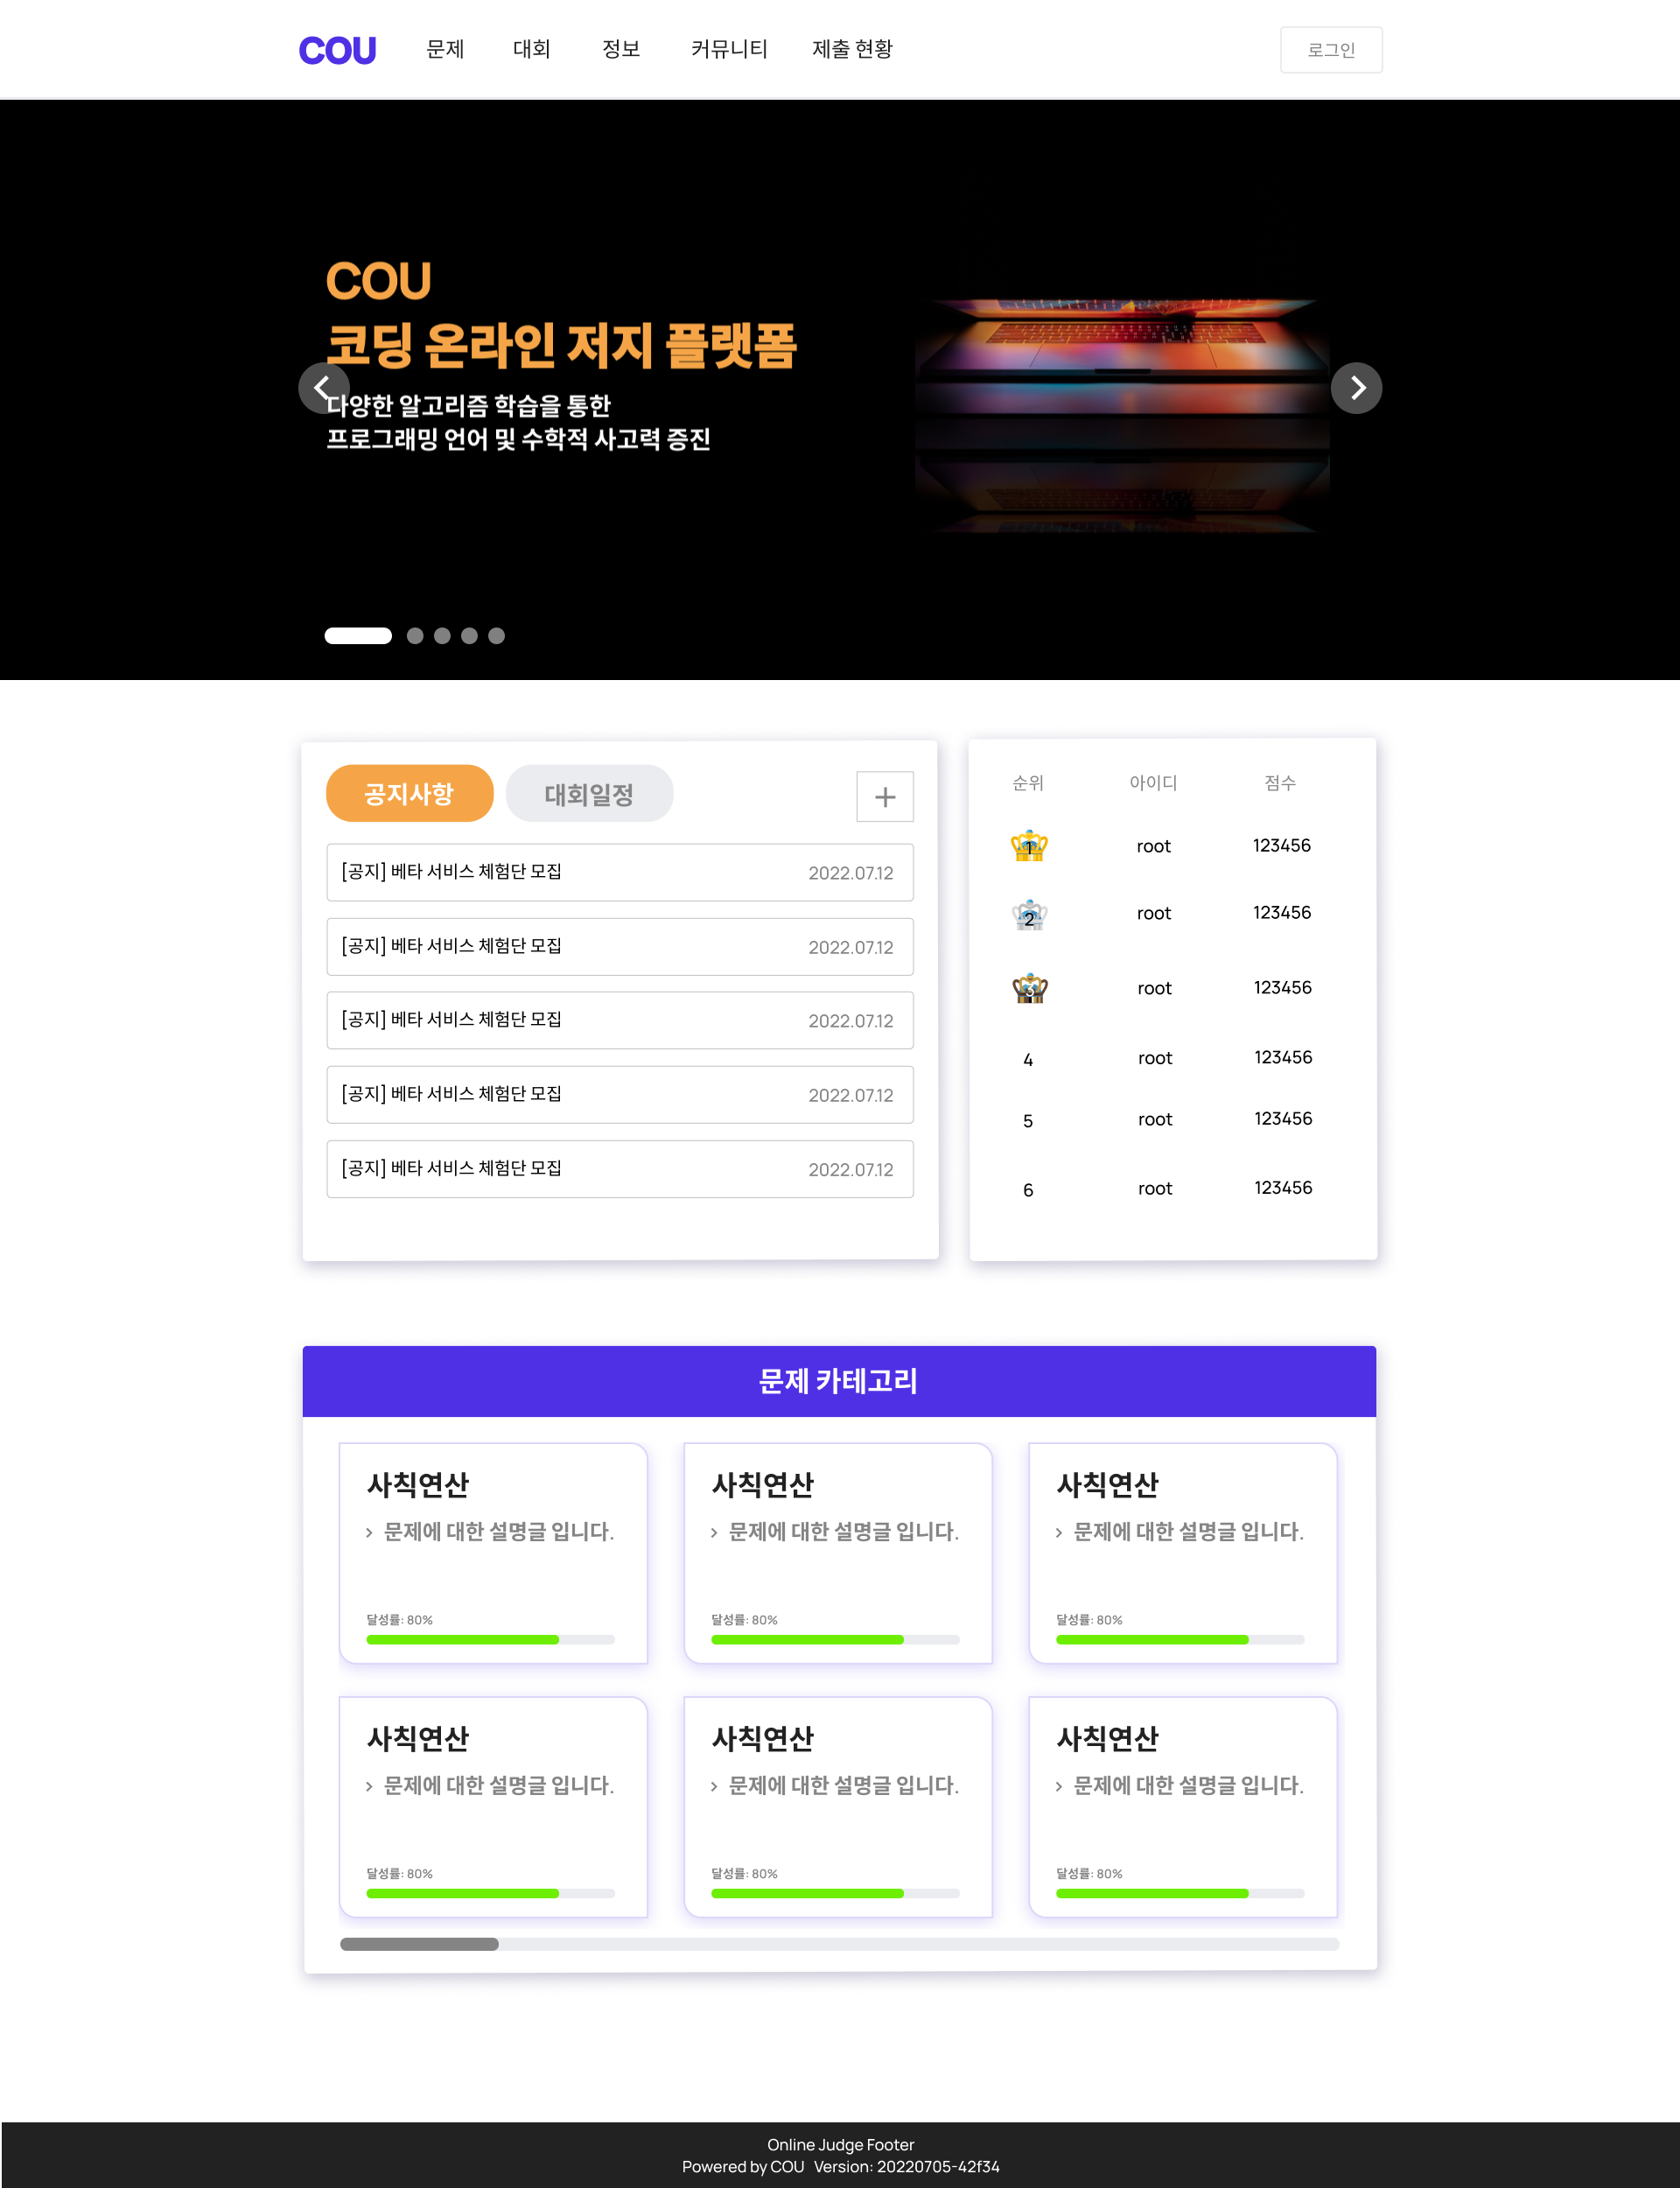 COU 문제 대회 정보 커뮤니티 제출 현황 로그인
COU
코딩 온라인 저지 플랫폼
다양한 알고리즘 학습을 통한
프로그래밍 언어 및 수학적 사고력 증진
공지사항 대회일정
[공지] 베타 서비스 체험단 모집 2022.07.12
[공지] 베타 서비스 체험단 모집 2022.07.12
[공지] 베타 서비스 체험단 모집 2022.07.12
[공지] 베타 서비스 체험단 모집 2022.07.12
[공지] 베타 서비스 체험단 모집 2022.07.12
순위 아이디 점수
1 root 123456
2 root 123456
3 root 123456
4 root 123456
5 root 123456
6 root 123456
문제 카테고리
사칙연산
문제에 대한 설명글 입니다.
달성률: 80%
사칙연산
문제에 대한 설명글 입니다.
달성률: 80%
사칙연산
문제에 대한 설명글 입니다.
달성률: 80%
사칙연산
문제에 대한 설명글 입니다.
달성률: 80%
사칙연산
문제에 대한 설명글 입니다.
달성률: 80%
사칙연산
문제에 대한 설명글 입니다.
달성률: 80%
Online Judge Footer
Powered by COU Version: 20220705-42f34